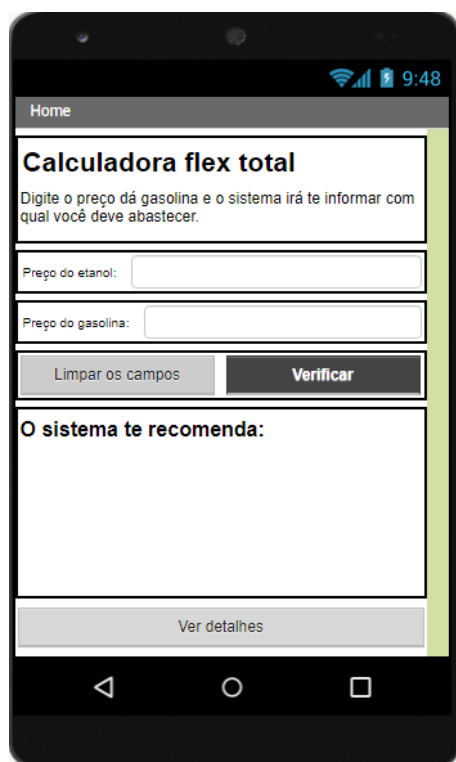 9:48
Home
Calculadora flex total
Digite o preço dá gasolina e o sistema irá te informar com
qual você deve abastecer.
Preço do etanol:
Preço do gasolina:
Limpar os campos
Verificar
O sistema te recomenda:
Ver detalhes